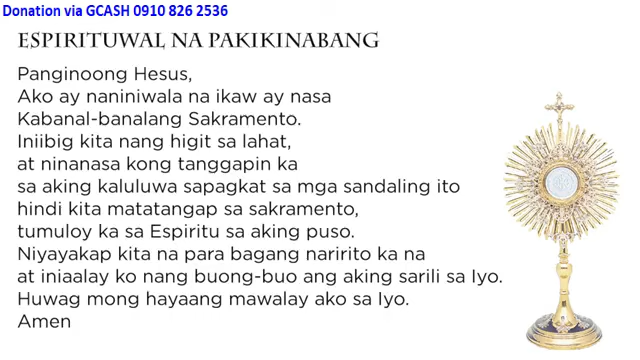 Donation via GCASH 0910 826 2536
ESPIRITUWAL NA PAKIKINABANG
Panginoong Hesus,
Ako ay naniniwala na ikaw ay nasa
Kabanal-banalang Sakramento.
Iniibig kita nang higit sa lahat,
at ninanasa kong tanggapin ka
sa aking kaluluwa sapagkat sa mga sandaling ito
hindi kita matatangap sa sakramento,
tumuloy ka sa Espiritu sa aking puso.
Niyayakap kita na para bagang naririto ka na
at iniaalay ko nang buong-buo ang aking sarili sa Iyo.
Huwag mong hayaang mawalay ako sa Iyo.
Amen